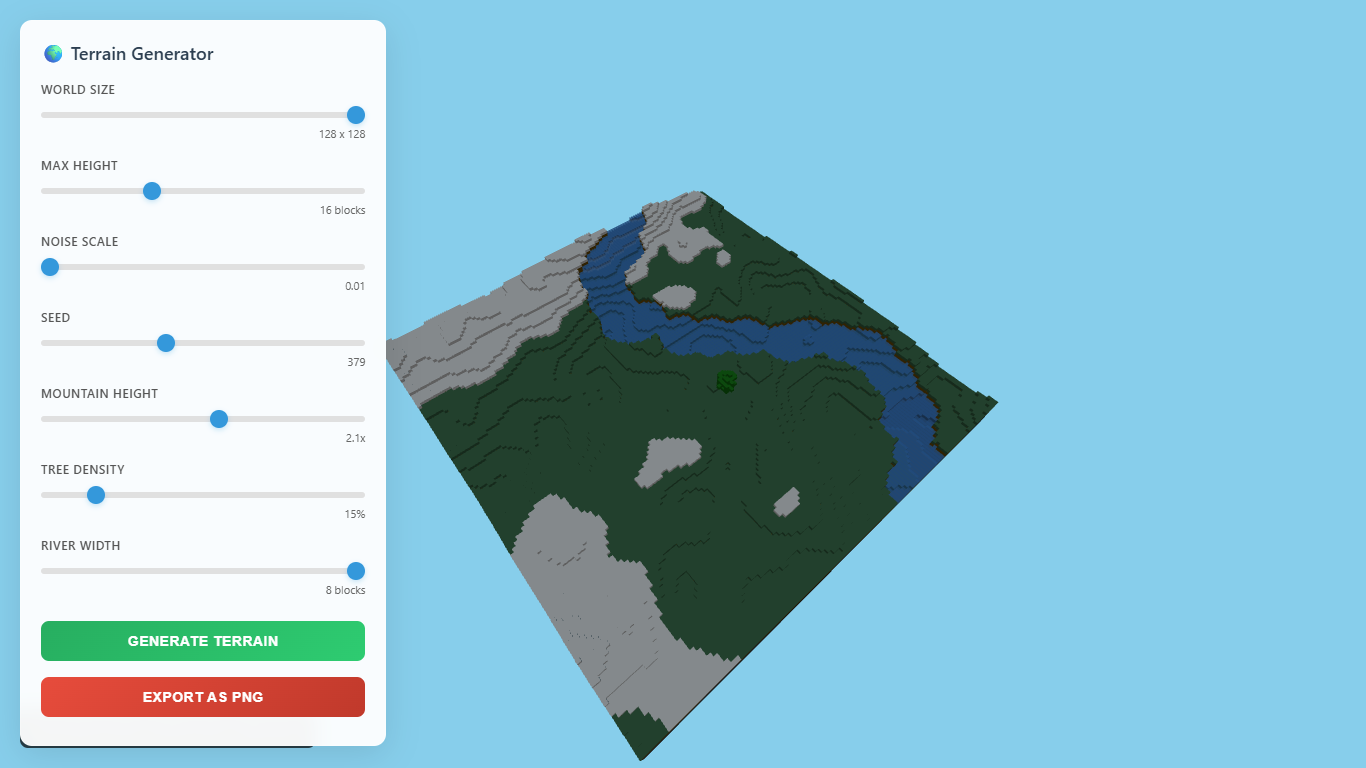 Terrain Generator
WORLD SIZE
128 x 128
MAX HEIGHT
16 blocks
NOISE SCALE
0.01
SEED
379
MOUNTAIN HEIGHT
2.1x
TREE DENSITY
15%
RIVER WIDTH
8 blocks
GENERATE TERRAIN
EXPORT AS PNG